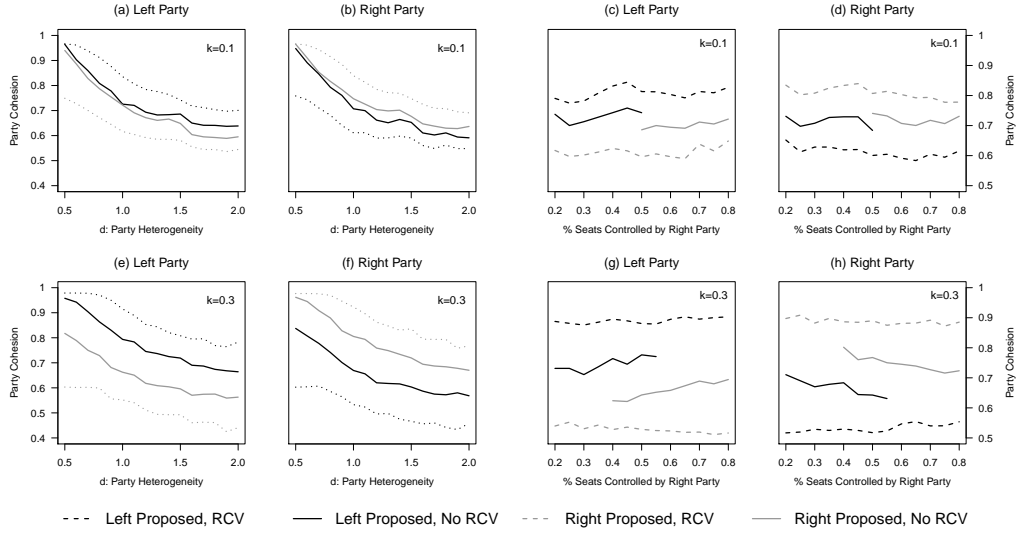 (a) Left Party
(b) Right Party
(c) Left Party
(d) Right Party
Party Cohesion
1
0.9
0.8
0.7
0.6
0.5
0.4
k=0.1
k=0.1
k=0.1
k=0.1
1
0.9
0.8
0.7
0.6
0.5
Party Cohesion
0.5 1.0 1.5 2.0
0.5 1.0 1.5 2.0
0.2 0.3 0.4 0.5 0.6 0.7 0.8
0.2 0.3 0.4 0.5 0.6 0.7 0.8
d: Party Heterogeneity
d: Party Heterogeneity
% Seats Controlled by Right Party
% Seats Controlled by Right Party
(e) Left Party
(f) Right Party
(g) Left Party
(h) Right Party
Party Cohesion
1
0.9
0.8
0.7
0.6
0.5
0.4
k=0.3
k=0.3
k=0.3
k=0.3
1
0.9
0.8
0.7
0.6
0.5
Party Cohesion
0.5 1.0 1.5 2.0
0.5 1.0 1.5 2.0
0.2 0.3 0.4 0.5 0.6 0.7 0.8
0.2 0.3 0.4 0.5 0.6 0.7 0.8
d: Party Heterogeneity
d: Party Heterogeneity
% Seats Controlled by Right Party
% Seats Controlled by Right Party
Left Proposed, RCV
Left Proposed, No RCV
Right Proposed, RCV
Right Proposed, No RCV